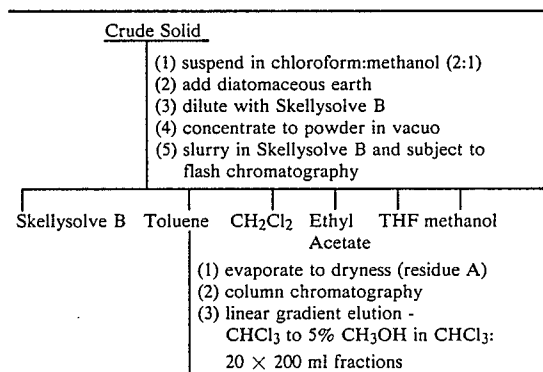 Crude Solid
(1) suspend in chloroform:methanol (2:1)
(2) add diatomaceous earth
(3) dilute with Skellysolve B
(4) concentrate to powder in vacuo
(5) slurry in Skellysolve B and subject to
flash chromatography
Skellysolve B Toluene CH₂Cl₂ Ethyl Acetate THF methanol
(1) evaporate to dryness (residue A)
(2) column chromatography
(3) linear gradient elution -
CHCl₃ to 5% CH₃OH in CHCl₃:
20 × 200 ml fractions